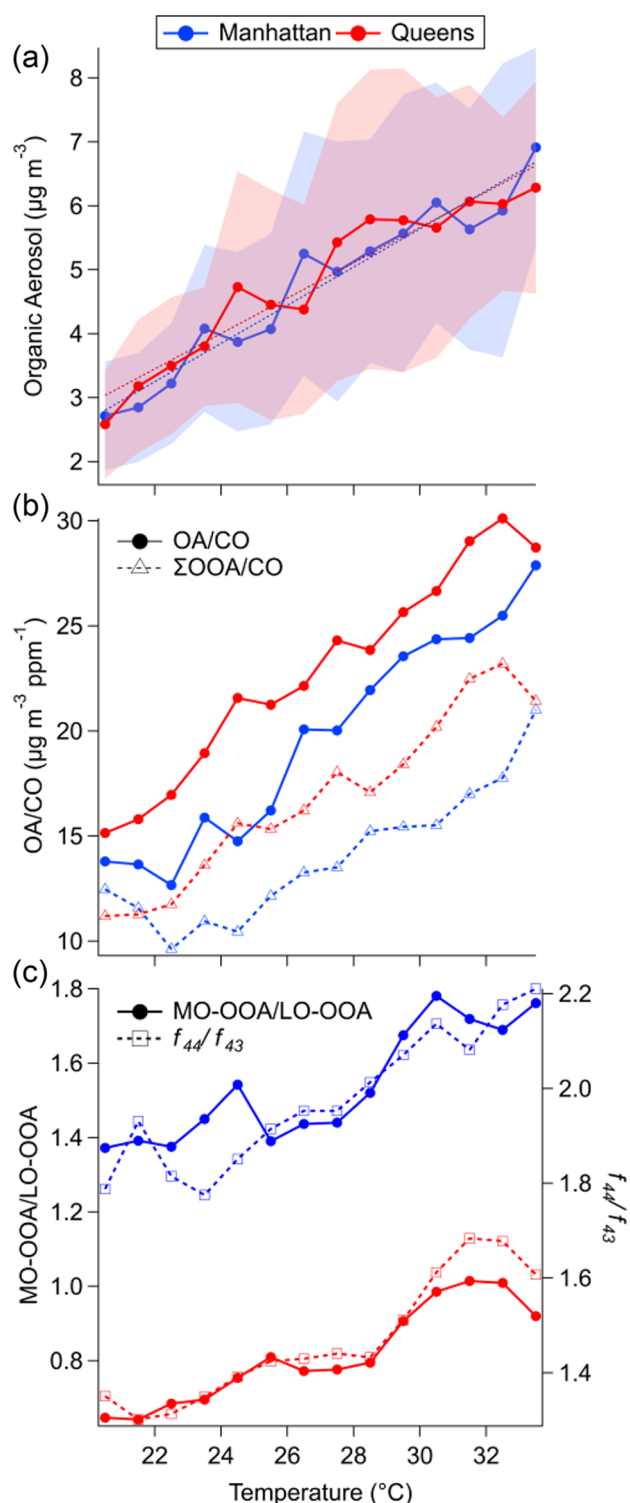 Manhattan Queens
(a)
8
7
6
5
4
3
2
Organic Aerosol (µg m⁻³)
(b)
30
25
20
15
10
OA/CO
ΣOOA/CO
OA/CO (µg m⁻³ ppm⁻¹)
(c)
1.8
1.6
1.4
1.2
1.0
0.8
MO-OOA/LO-OOA
f₄₄/f₄₃
MO-OOA/LO-OOA
2.2
2.0
1.8
1.6
1.4
f₄₄/f₄₃
22 24 26 28 30 32
Temperature (°C)